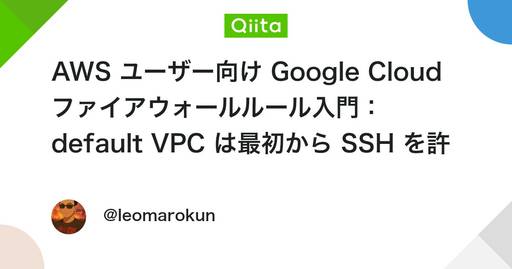 Qiita
AWS ユーザー向け Google Cloud
ファイアウォールルール入門：
default VPC は最初から SSH を許
@leomarokun